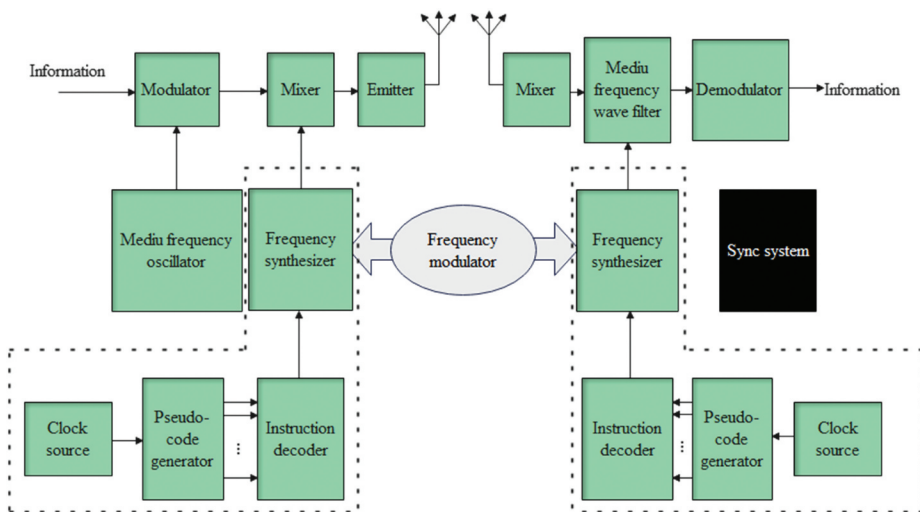 Information
Modulator
Mixer
Emitter
Mixer
Mediu
frequency
wave filter
Demodulator
Information
Mediu frequency
oscillator
Frequency
synthesizer
Frequency
modulator
Frequency
synthesizer
Sync system
Clock
source
Pseudo-
code
generator
...
Instruction
decoder
Instruction
decoder
...
Pseudo-
code
generator
Clock
source